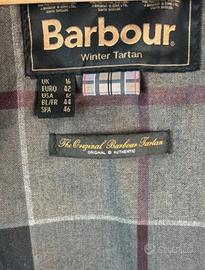 Barbour
Winter Tartan
UK 16
EURO 42
USA 12
BL/FR 44
SPA 46
The Original Barbour Tartan
ORIGINAL & AUTHENTIC
subito